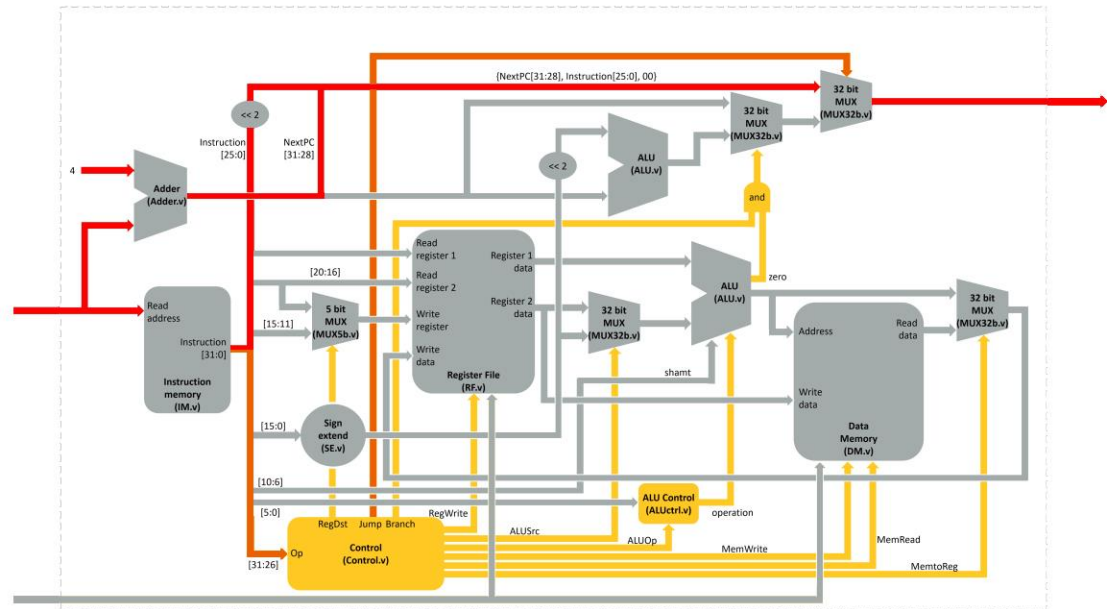 {NextPC[31:28], Instruction[25:0], 00}
32 bit
MUX
(MUX32b.v)
<< 2
32 bit
MUX
(MUX32b.v)
Instruction
[25:0]
NextPC
[31:28]
<< 2
ALU
(ALU.v)
4
Adder
(Adder.v)
and
Read
register 1
Register 1
data
[20:16]
Read
register 2
zero
ALU
(ALU.v)
Read
address
5 bit
MUX
(MUX5b.v)
Write
register
Register 2
data
32 bit
MUX
(MUX32b.v)
32 bit
MUX
(MUX32b.v)
[15:11]
Address
Read
data
Instruction
[31:0]
Write
data
shamt
Instruction
memory
(IM.v)
Register File
(RF.v)
Write
data
Sign
extend
(SE.v)
[15:0]
Data
Memory
(DM.v)
[10:6]
ALU Control
(ALUctrl.v)
operation
[5:0]
RegDst
Jump
Branch
RegWrite
ALUSrc
ALUOp
MemWrite
MemRead
MemtoReg
Op
Control
(Control.v)
[31:26]